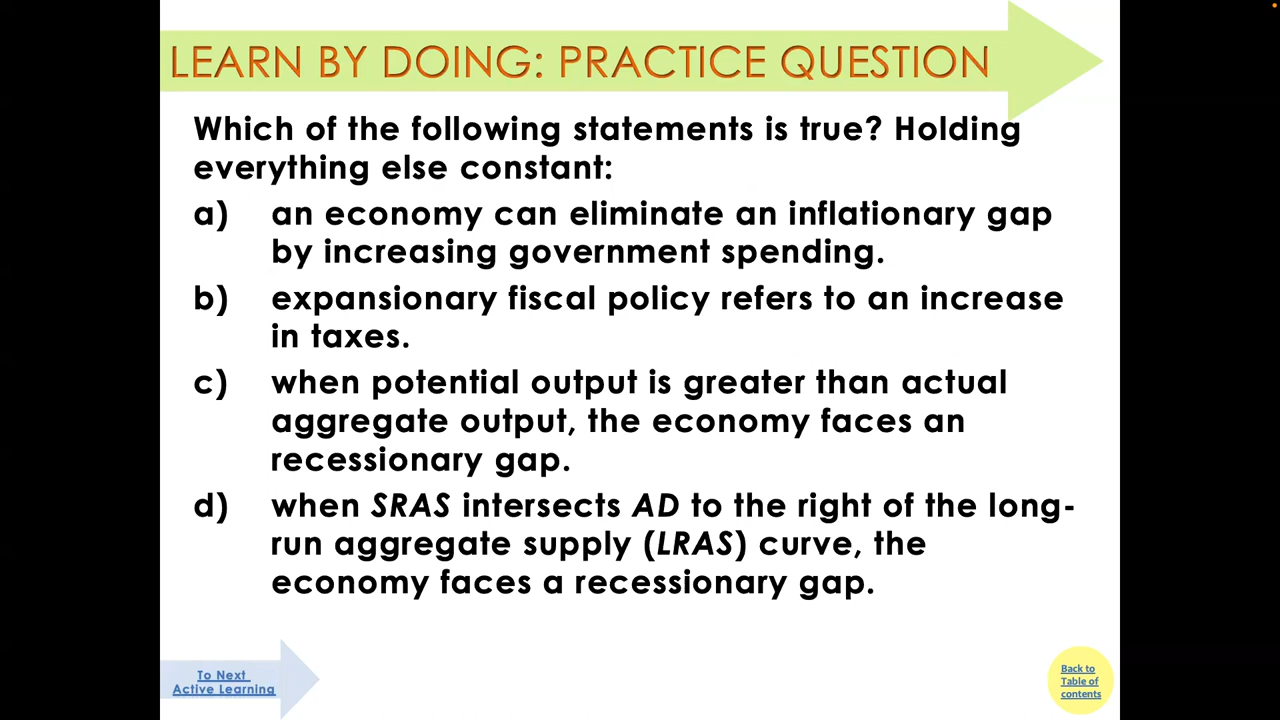 LEARN BY DOING: PRACTICE QUESTION
Which of the following statements is true? Holding
everything else constant:
a) an economy can eliminate an inflationary gap
by increasing government spending.
b) expansionary fiscal policy refers to an increase
in taxes.
c) when potential output is greater than actual
aggregate output, the economy faces an
recessionary gap.
d) when SRAS intersects AD to the right of the long-
run aggregate supply (LRAS) curve, the
economy faces a recessionary gap.
To Next
Active Learning
Back to
Table of
contents